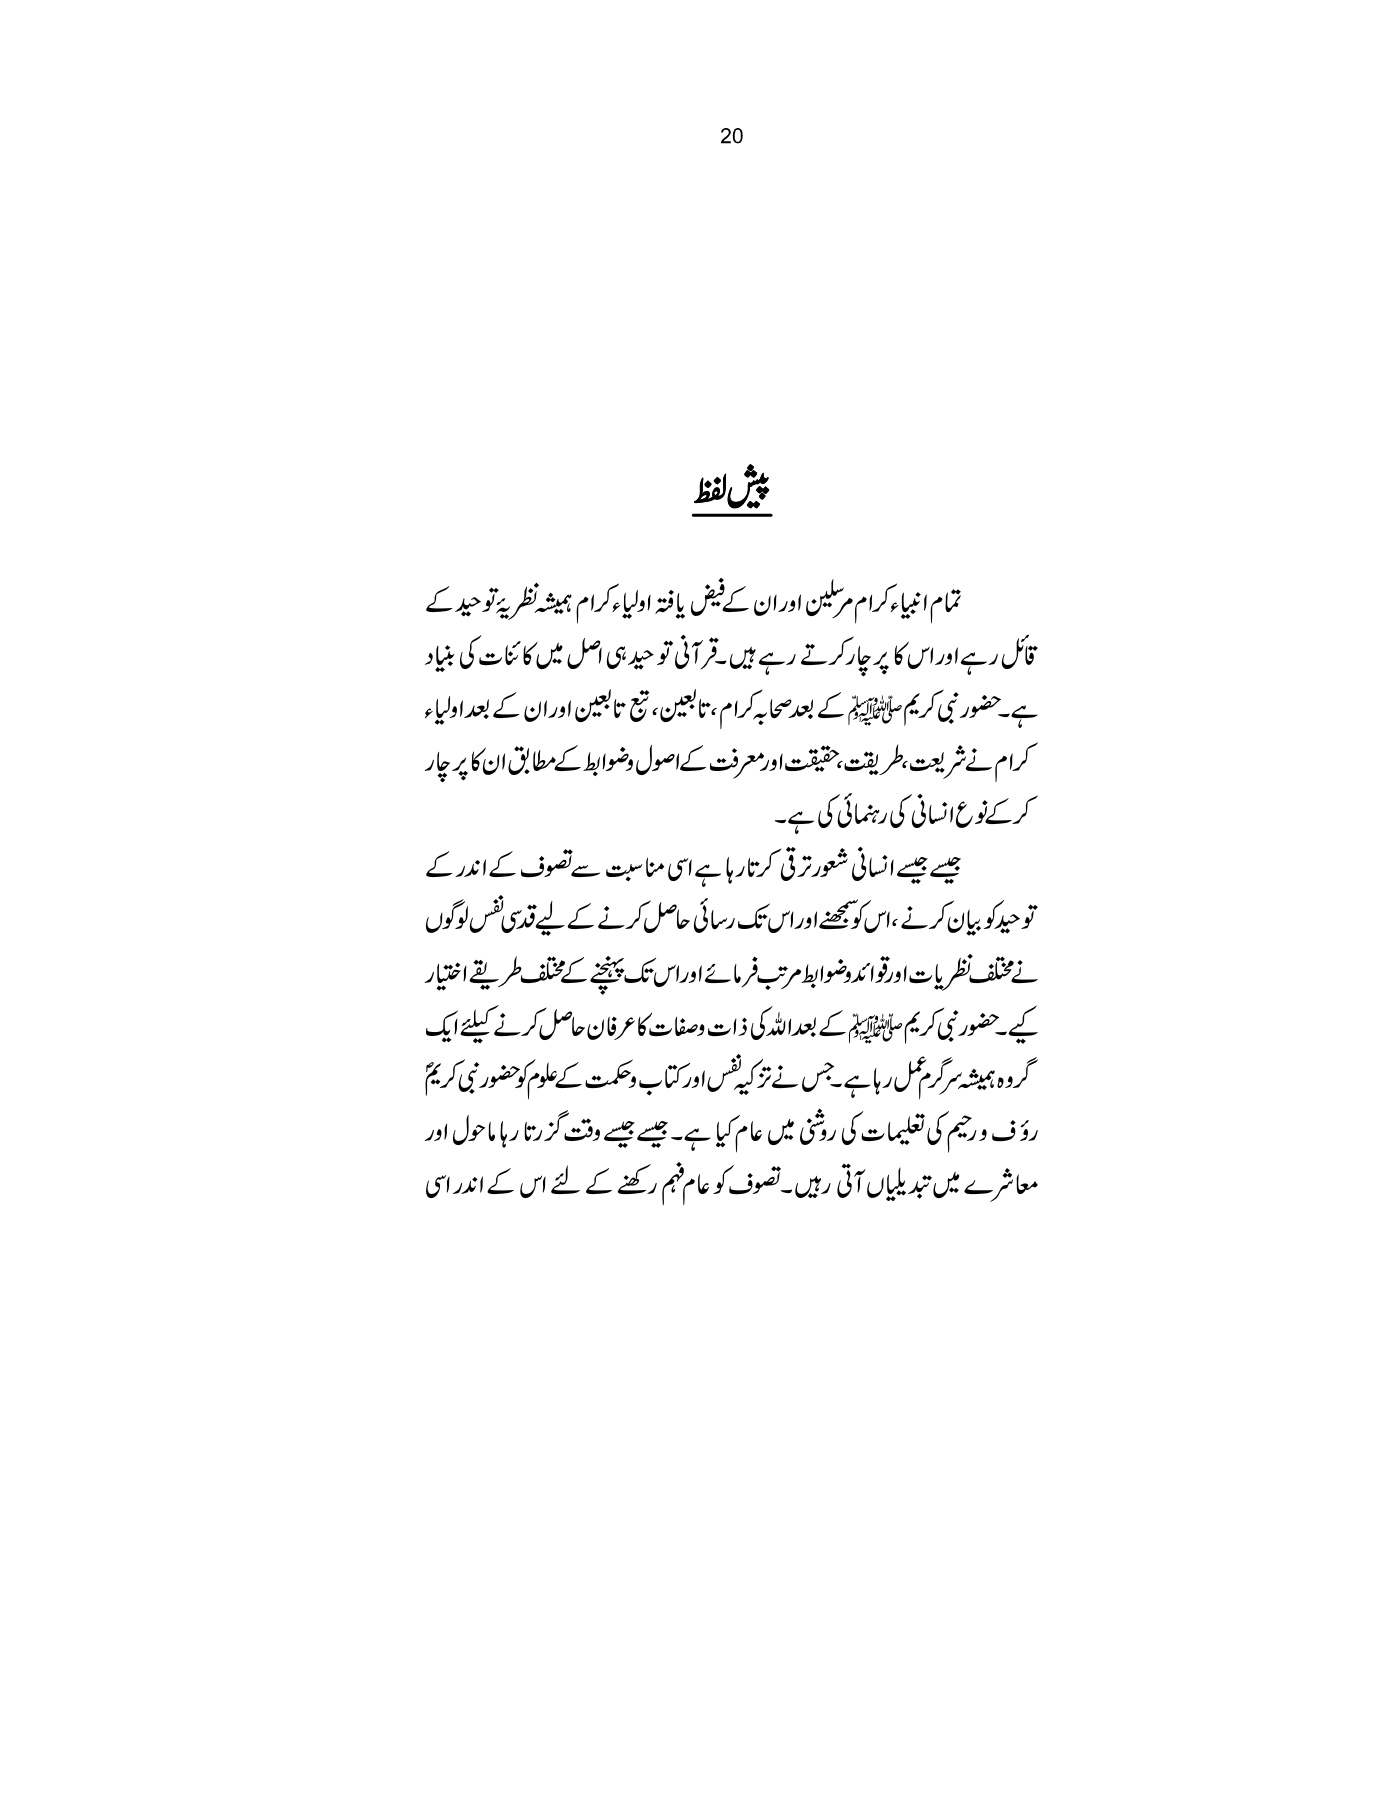 20
پیش لفظ
تمام انبیاء کرام مرسلین اور ان کے فیض یافتہ اولیاء کرام ہمیشہ نظریۂ توحید کے
قائل رہے اور اس کا پرچار کرتے رہے ہیں۔ قرآنی توحید ہی اصل میں کائنات کی بنیاد
ہے۔ حضور نبی کریم ﷺ کے بعد صحابہ کرام، تابعین، تبع تابعین اور ان کے بعد اولیاء
کرام نے شریعت، طریقت، حقیقت اور معرفت کے اصول و ضوابط کے مطابق ان کا پرچار
کر کے نوع انسانی کی رہنمائی کی ہے۔
جیسے جیسے انسانی شعور ترقی کرتا رہا ہے اسی مناسبت سے تصوف کے اندر کے
توحید کو بیان کرنے، اس کو سمجھنے اور اس تک رسائی حاصل کرنے کے لیے قدسی نفس لوگوں
نے مختلف نظریات اور قوائد و ضوابط مرتب فرمائے اور اس تک پہنچنے کے مختلف طریقے اختیار
کیے۔ حضور نبی کریم ﷺ کے بعد اللہ کی ذات و صفات کا عرفان حاصل کرنے کیلئے ایک
گروہ ہمیشہ سرگرم عمل رہا ہے۔ جس نے تزکیہ نفس اور کتاب و حکمت کے علوم کو حضور نبی کریمؐ
رؤف و رحیم کی تعلیمات کی روشنی میں عام کیا ہے۔ جیسے جیسے وقت گزرتا رہا ماحول اور
معاشرے میں تبدیلیاں آتی رہیں۔ تصوف کو عام فہم رکھنے کے لئے اس کے اندر اسی